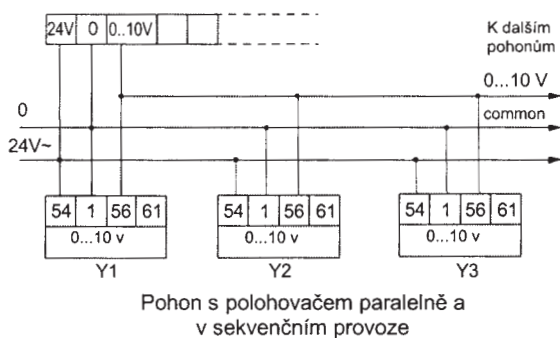 24V 0 0..10V
K dalším
pohonům
0...10 V
0
common
24V~
54 1 56 61
54 1 56 61
54 1 56 61
0...10 v
0...10 v
0...10 v
Y1
Y2
Y3
Pohon s polohovačem paralelně a
v sekvenčním provoze